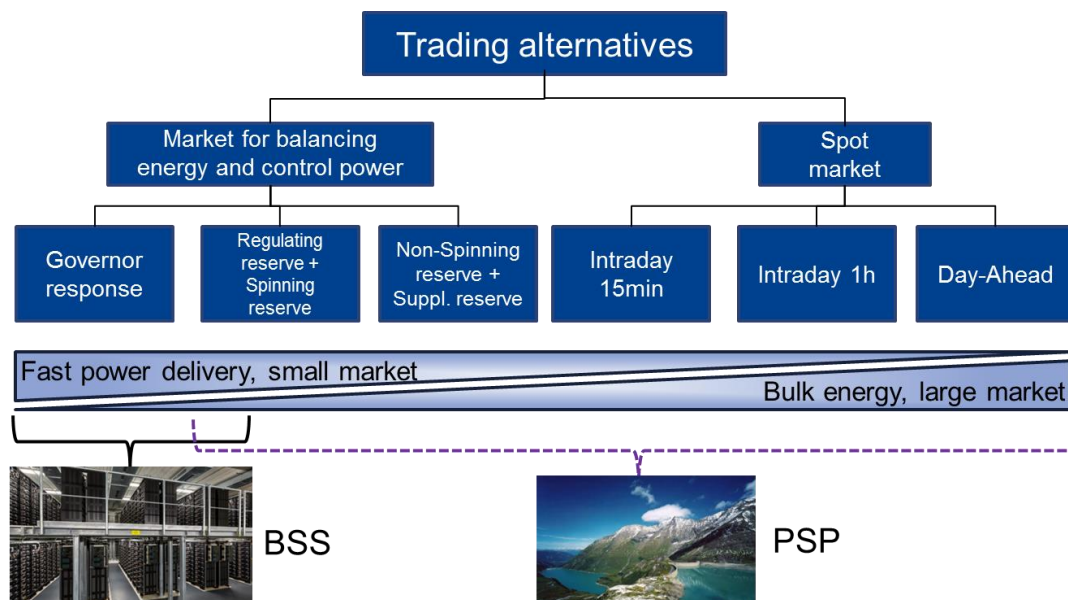 Trading alternatives
Market for balancing
energy and control power
Spot
market
Governor
response
Regulating
reserve +
Spinning
reserve
Non-Spinning
reserve +
Suppl. reserve
Intraday
15min
Intraday 1h
Day-Ahead
Fast power delivery, small market
Bulk energy, large market
BSS
PSP